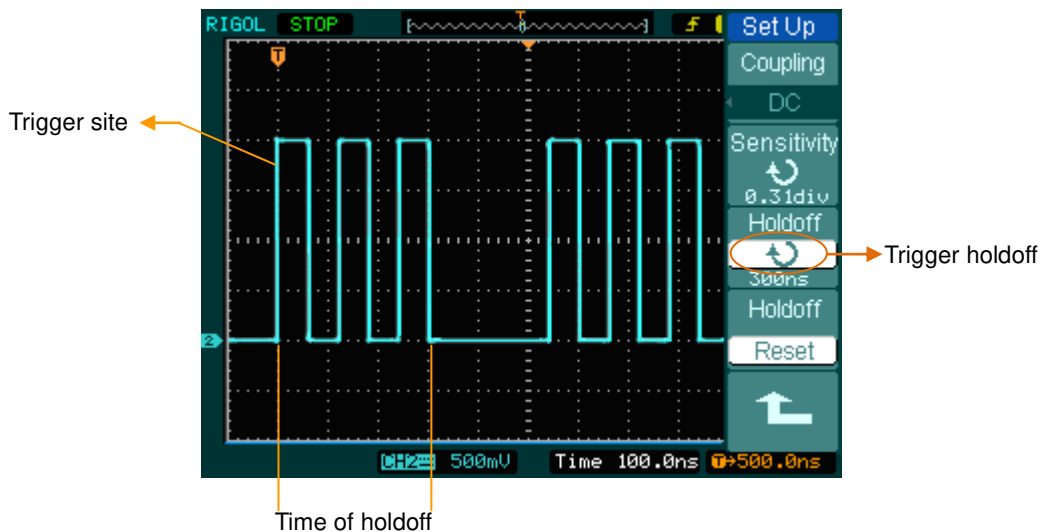 RIGOL STOP T Set Up
T
Coupling
DC
Trigger site
Sensitivity
0.31div
Holdoff
Trigger holdoff
300ns
Holdoff
2
Reset
CH2 500mV Time 100.0ns T→500.0ns
Time of holdoff